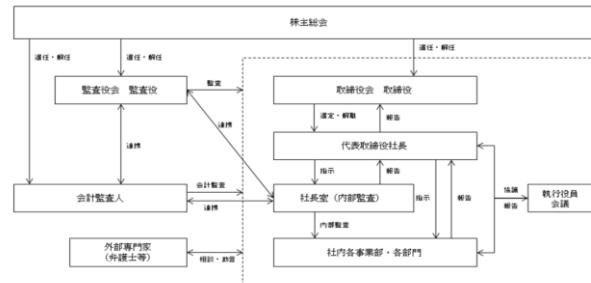 株主総会
選任・解任
選任・解任
選任・解任
監査役会 監査役
監査
取締役会 取締役
選定・解職
報告
連携
連携
代表取締役社長
指示
報告
会計監査人
会計監査
連携
社長室(内部監査)
指示
報告
協議
報告
執行役員
会議
内部監査
外部専門家
(弁護士等)
相談・助言
社内各事業部・各部門